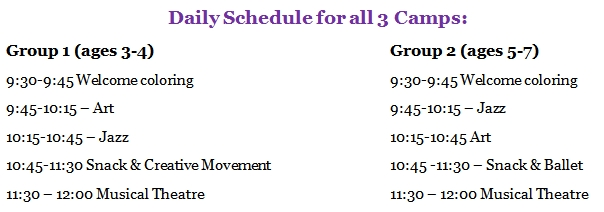 Daily Schedule for all 3 Camps:
Group 1 (ages 3-4)
9:30-9:45 Welcome coloring
9:45-10:15 – Art
10:15-10:45 – Jazz
10:45-11:30 Snack & Creative Movement
11:30 – 12:00 Musical Theatre
Group 2 (ages 5-7)
9:30-9:45 Welcome coloring
9:45-10:15 – Jazz
10:15-10:45 Art
10:45 -11:30 – Snack & Ballet
11:30 – 12:00 Musical Theatre